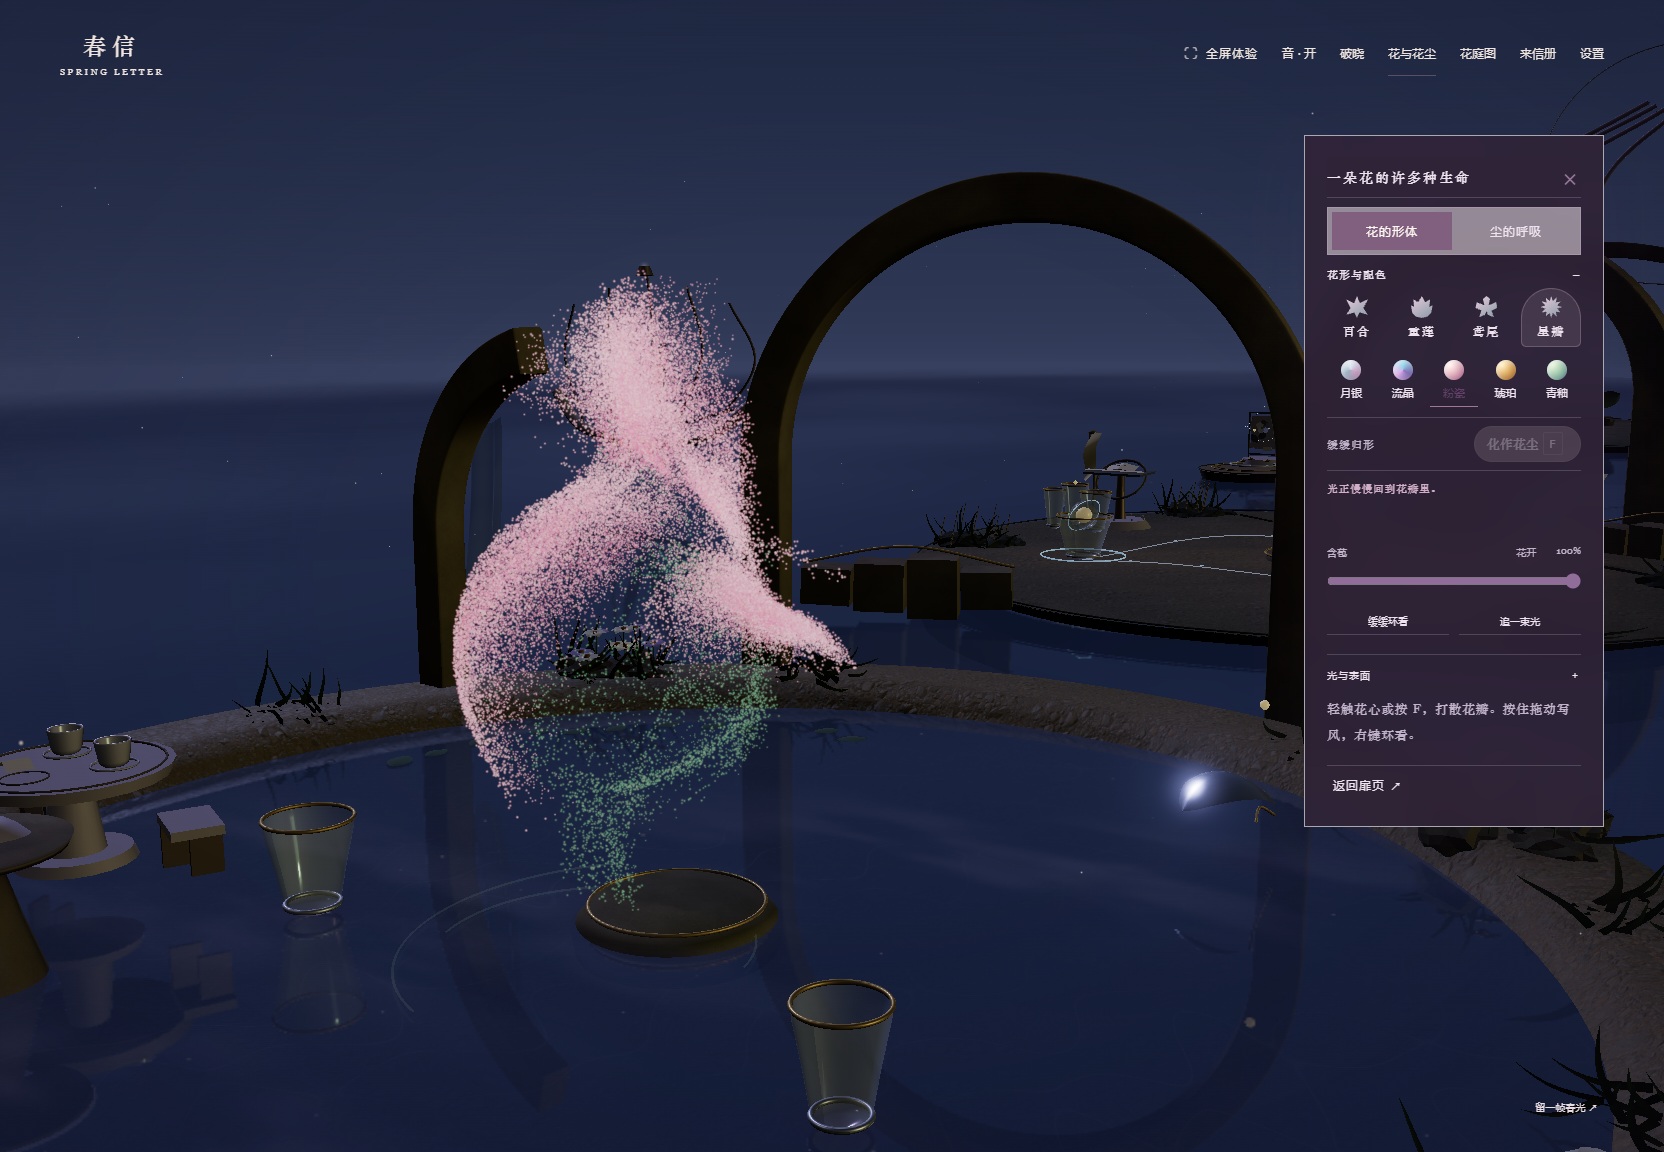 春信
SPRING LETTER
全屏体验 音·开 破晓 花与花尘 花庭图 来信册 设置
一朵花的许多种生命
花的形体 尘的呼吸
花形与配色
百合 重莲 鸢尾 星瓣
月银 流晶 粉瓷 琥珀 青釉
缓缓归形 化作花尘 F
光正慢慢回到花瓣里。
含苞 花开 100%
缓缓环看 追一束光
光与表面 +
轻触花心或按 F，打散花瓣。按住拖动写
风，右键环看。
返回扉页 ↗
留一帧春光 ↗